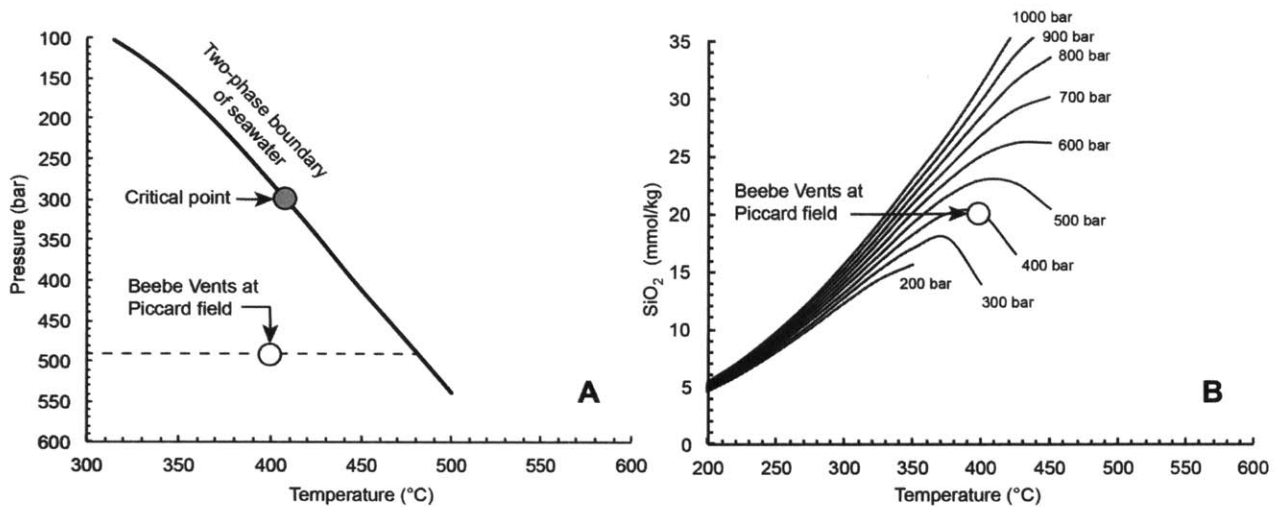 100
150
200
250
300
350
400
450
500
550
600
Pressure (bar)
Two-phase boundary
of seawater
Critical point
Beebe Vents at
Piccard field
A
300
350
400
450
500
550
600
Temperature (°C)
35
30
25
20
15
10
5
0
SiO₂ (mmol/kg)
1000 bar
900 bar
800 bar
700 bar
600 bar
Beebe Vents at
Piccard field
500 bar
400 bar
200 bar
300 bar
B
200
250
300
350
400
450
500
550
600
Temperature (°C)